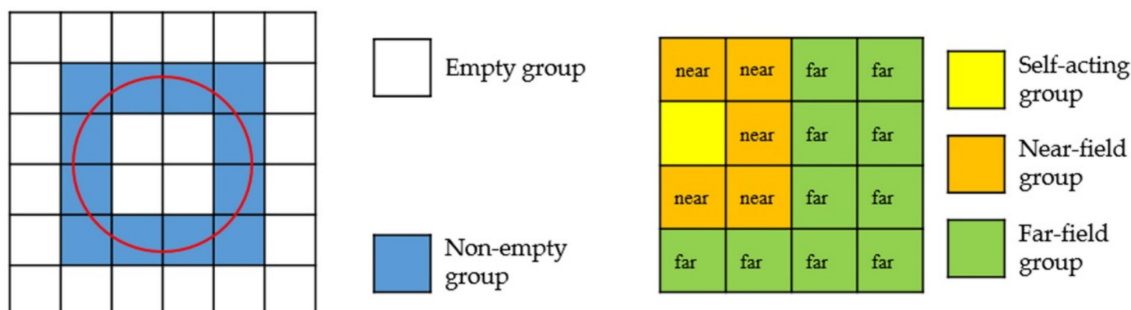 Empty group
Non-empty
group
near near far far
near far far
near near far far
far far far far
Self-acting
group
Near-field
group
Far-field
group